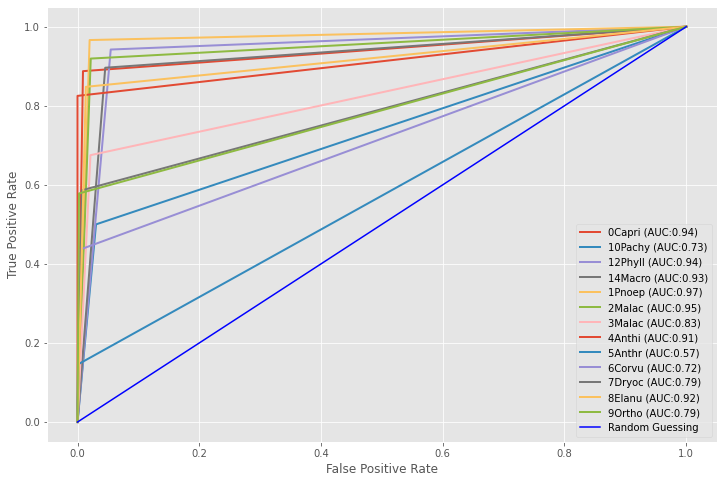 1.0
0.8
0.6
0.4
0.2
0.0
True Positive Rate
0Capri (AUC:0.94)
10Pachy (AUC:0.73)
12Phyll (AUC:0.94)
14Macro (AUC:0.93)
1Pnoep (AUC:0.97)
2Malac (AUC:0.95)
3Malac (AUC:0.83)
4Anthi (AUC:0.91)
5Anthr (AUC:0.57)
6Corvu (AUC:0.72)
7Dryoc (AUC:0.79)
8Elanu (AUC:0.92)
9Ortho (AUC:0.79)
Random Guessing
0.0 0.2 0.4 0.6 0.8 1.0
False Positive Rate